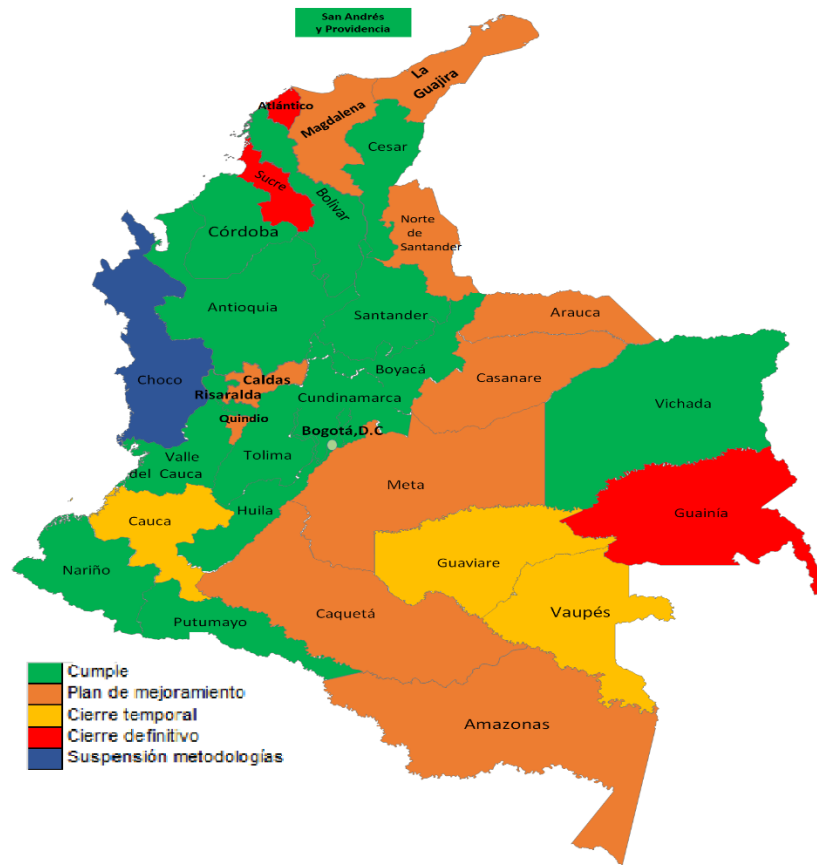 San Andrés
y Providencia
La
Guajira
Atlántico
Magdalena
Cesar
Sucre
Bolivar
Norte
de
Santander
Córdoba
Antioquia
Santander
Arauca
Boyacá
Casanare
Choco
Caldas
Risaralda
Cundinamarca
Vichada
Quindio
Bogotá,D.C
Valle
del Cauca
Tolima
Meta
Huila
Guainia
Cauca
Guaviare
Nariño
Vaupés
Caquetá
Putumayo
Amazonas
Cumple
Plan de mejoramiento
Cierre temporal
Cierre definitivo
Suspensión metodologías